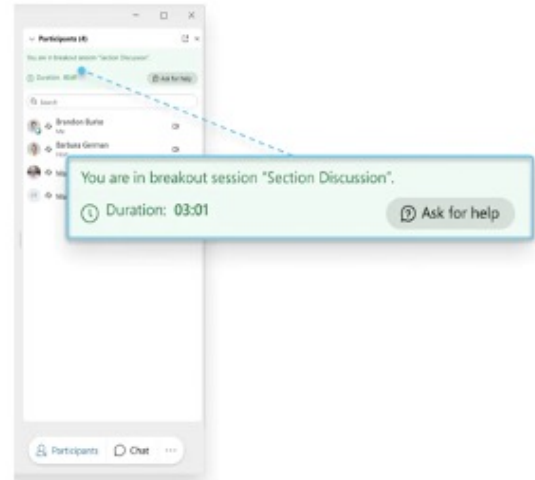 Participants (4)
You are in breakout session "Section Discussion".
Duration: 03:01
Ask for help
Search
Brandon Burke
Me
Barbara German
Host
You are in breakout session "Section Discussion".
Duration: 03:01
Ask for help
Participants
Chat